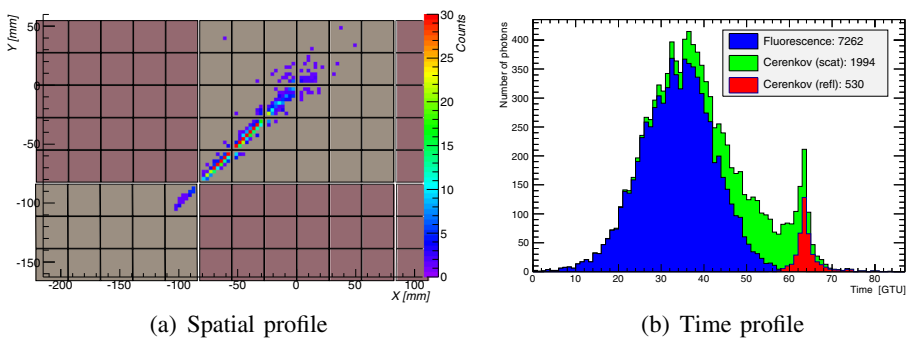 Y [mm]
50
0
-50
-100
-150
-200 -150 -100 -50 0 50 100
X [mm]
30
25
20
15
10
5
0
Counts
(a) Spatial profile
Number of photons
400
350
300
250
200
150
100
50
0
0 10 20 30 40 50 60 70 80
Time [GTU]
Fluorescence: 7262
Cerenkov (scat): 1994
Cerenkov (refl): 530
(b) Time profile